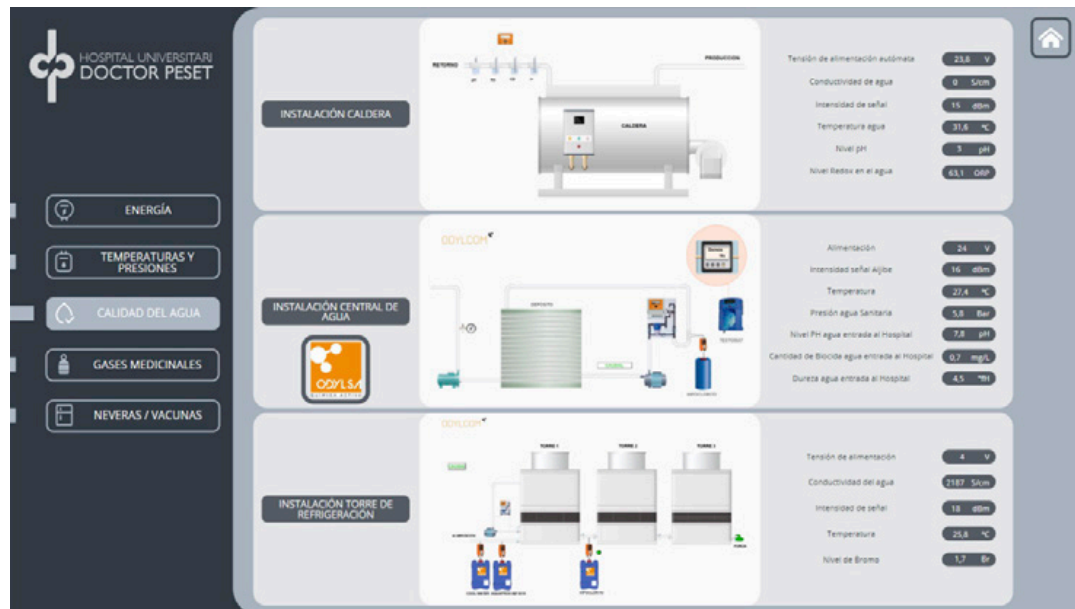 HOSPITAL UNIVERSITARI
DOCTOR PESET
ENERGÍA
TEMPERATURAS Y
PRESIONES
CALIDAD DEL AGUA
GASES MEDICINALES
NEVERAS / VACUNAS
INSTALACIÓN CALDERA
RETORNO
PRODUCCION
CALDERA
Tensión de alimentación autómata 23,8 V
Conductividad de agua 0 S/cm
Intensidad de señal 15 dBm
Temperatura agua 31,6 ºC
Nivel pH 3 pH
Nivel Redox en el agua 63,1 ORP
INSTALACIÓN CENTRAL DE
AGUA
ODYLSA
ODYLCOM
DEPOSITO
Alimentación 24 V
Intensidad señal Aljibe 16 dBm
Temperatura 27,4 ºC
Presión agua Sanitaria 5,8 Bar
Nivel PH agua entrada al Hospital 7,8 pH
Cantidad de Biocida agua entrada al Hospital 0,7 mg/L
Dureza agua entrada al Hospital 4,5 ºfH
INSTALACIÓN TORRE DE
REFRIGERACIÓN
ODYLCOM
TORRE 1
TORRE 2
TORRE 3
Tensión de alimentación 4 V
Conductividad del agua 2187 S/cm
Intensidad de señal 18 dBm
Temperatura 25,8 ºC
Nivel de Bromo 1,7 Br